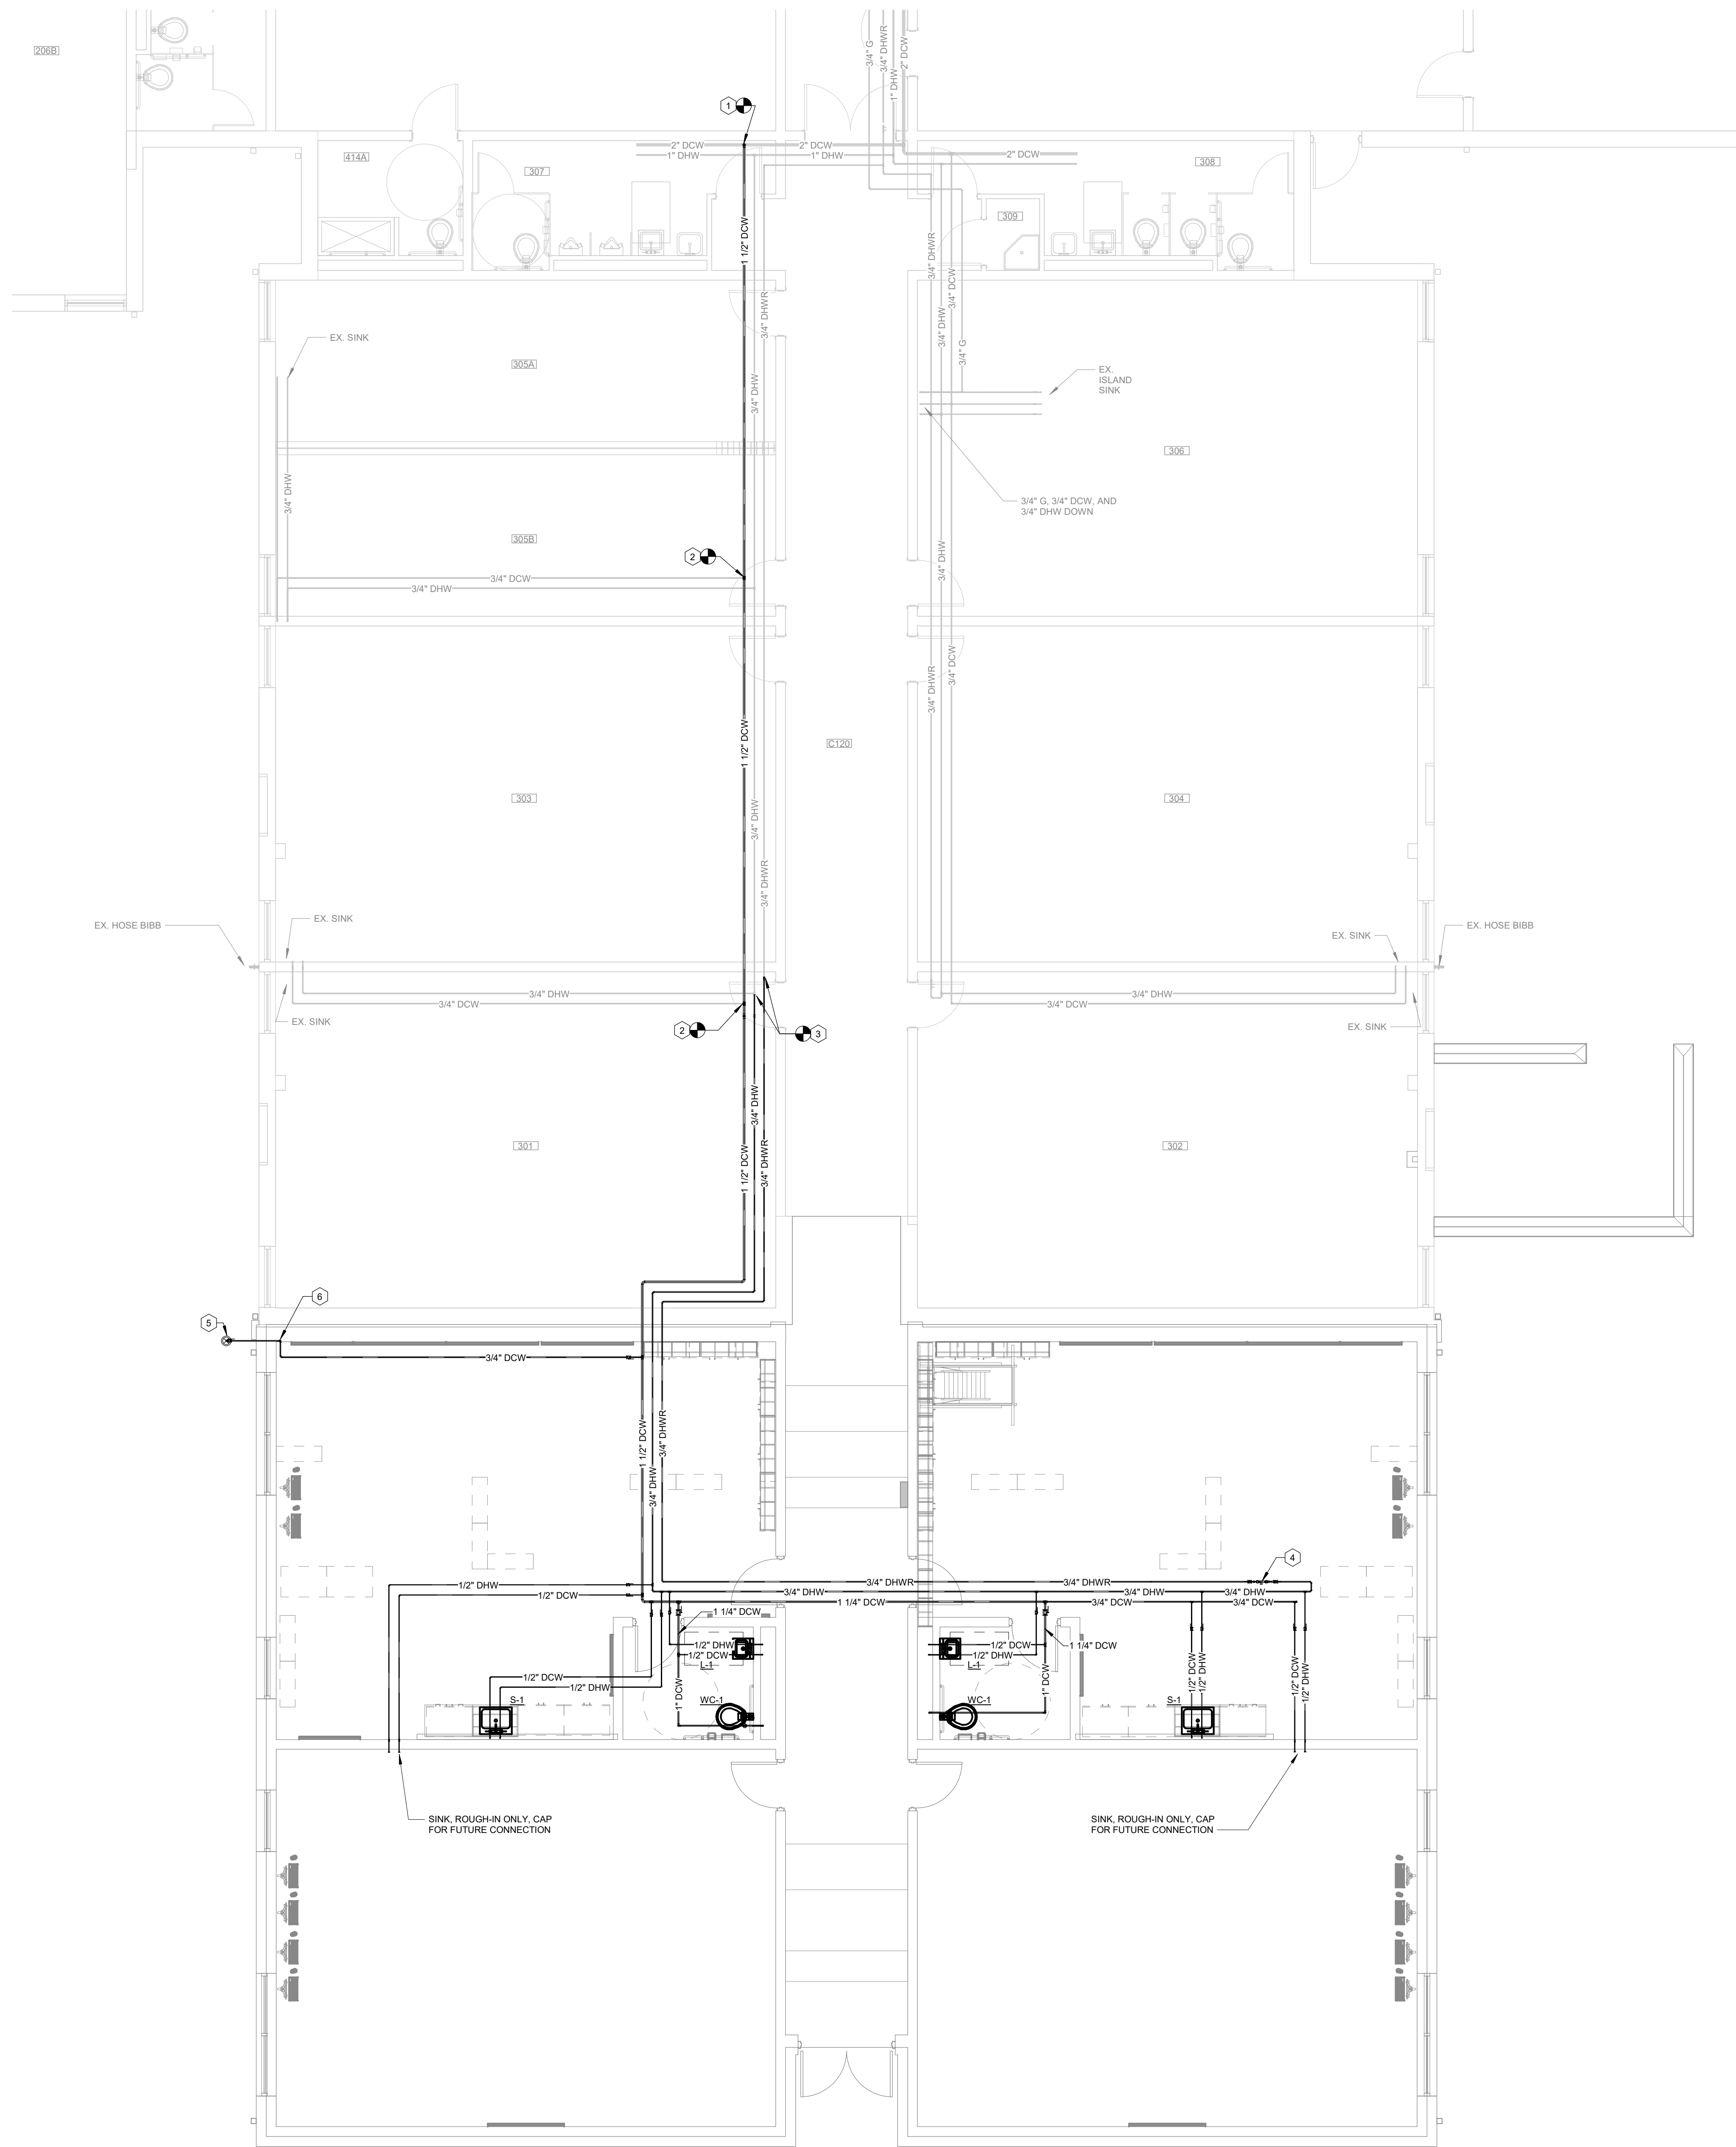 206B
3/4" G
3/4" DHWR
1" DHW
2" DCW
1
414A
307
2" DCW
1" DHW
2" DCW
1" DHW
2" DCW
308
309
1 1/2" DCW
3/4" DHWR
3/4" DHW
3/4" DHWR
3/4" DHW
3/4" DCW
3/4" G
EX. SINK
305A
EX.
ISLAND
SINK
306
3/4" DHW
3/4" G, 3/4" DCW, AND
3/4" DHW DOWN
305B
2
3/4" DCW
3/4" DHW
3/4" DHW
3/4" DHWR
3/4" DCW
1 1/2" DCW
C120
303
304
3/4" DHW
3/4" DHWR
EX. HOSE BIBB
EX. SINK
EX. SINK
EX. HOSE BIBB
3/4" DHW
3/4" DCW
3/4" DHW
3/4" DCW
EX. SINK
2
3
EX. SINK
3/4" DHW
1 1/2" DCW
3/4" DHWR
301
302
5
6
3/4" DCW
1 1/2" DCW
3/4" DHW
3/4" DHWR
4
1/2" DHW
1/2" DCW
3/4" DHWR
3/4" DHWR
3/4" DHW
3/4" DHW
3/4" DHW
1 1/4" DCW
3/4" DCW
3/4" DCW
1 1/4" DCW
1/2" DHW
1/2" DCW
L-1
1/2" DCW
1/2" DHW
L-1
1 1/4" DCW
1/2" DCW
1/2" DHW
1" DCW
1" DCW
1/2" DCW
1/2" DHW
1/2" DCW
1/2" DHW
S-1
WC-1
WC-1
S-1
SINK, ROUGH-IN ONLY, CAP
FOR FUTURE CONNECTION
SINK, ROUGH-IN ONLY, CAP
FOR FUTURE CONNECTION